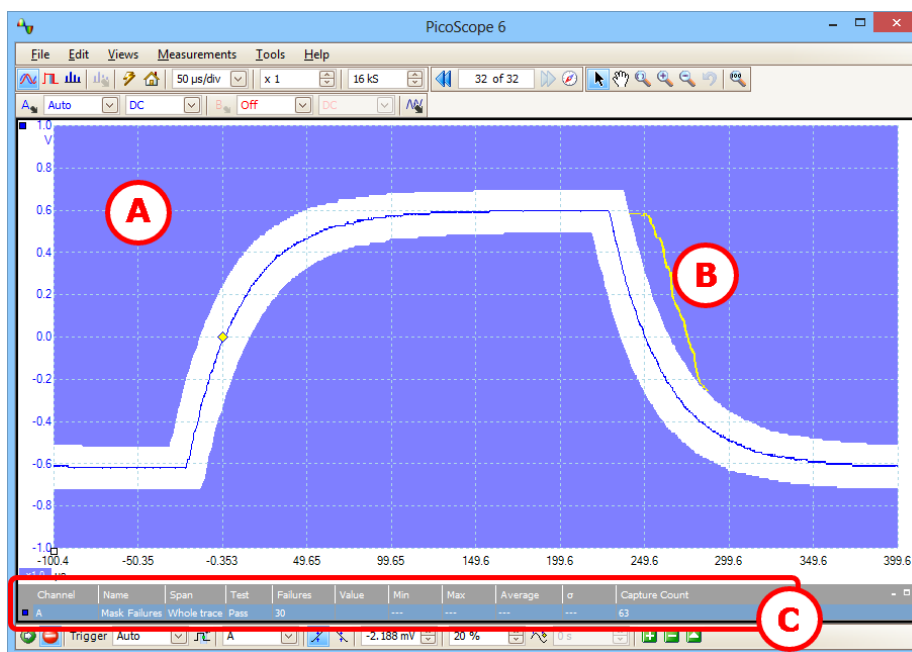 PicoScope 6
File Edit Views Measurements Tools Help
50 µs/div x 1 16 kS 32 of 32
A Auto DC B Off DC
1.0
V
0.8
0.6
0.4
0.2
0.0
-0.2
-0.4
-0.6
-0.8
-1.0
A
B
-100.4 -50.35 -0.353 49.65 99.65 149.6 199.6 249.6 299.6 349.6 399.6
x1.0 µs
Channel Name Span Test Failures Value Min Max Average σ Capture Count
A Mask Failures Whole trace Pass 30 --- --- --- --- 63
C
Trigger Auto A -2.188 mV 20 % 0 s